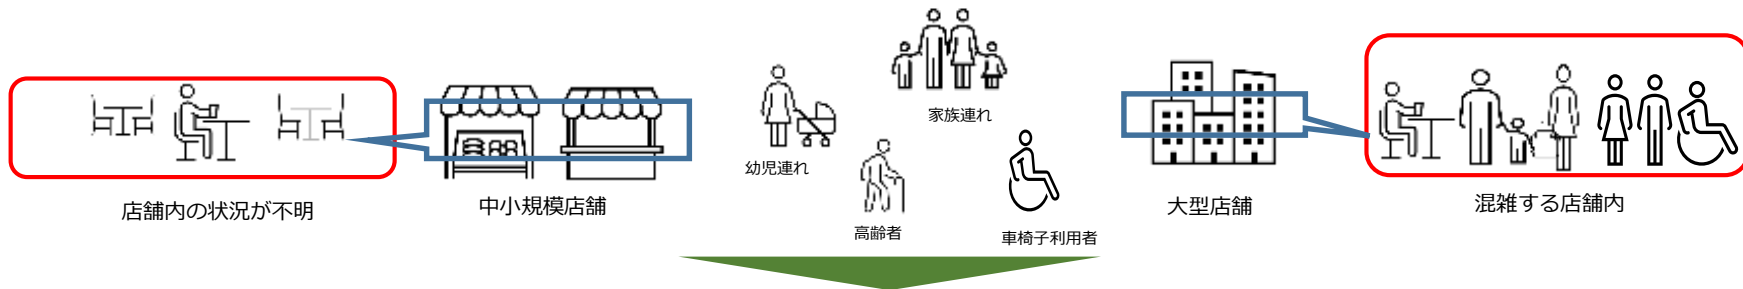 家族連れ
幼児連れ
高齢者
車椅子利用者
店舗内の状況が不明
中小規模店舗
大型店舗
混雑する店舗内